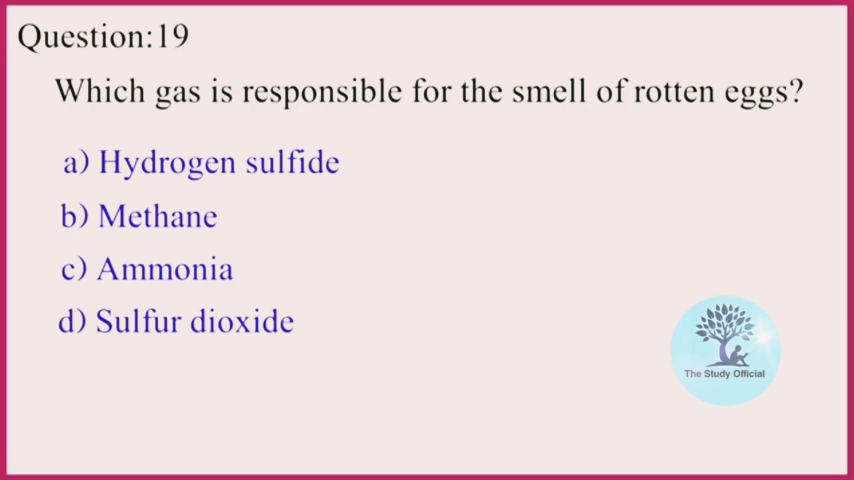 Question:19
Which gas is responsible for the smell of rotten eggs?
a) Hydrogen sulfide
b) Methane
c) Ammonia
d) Sulfur dioxide
The Study Official